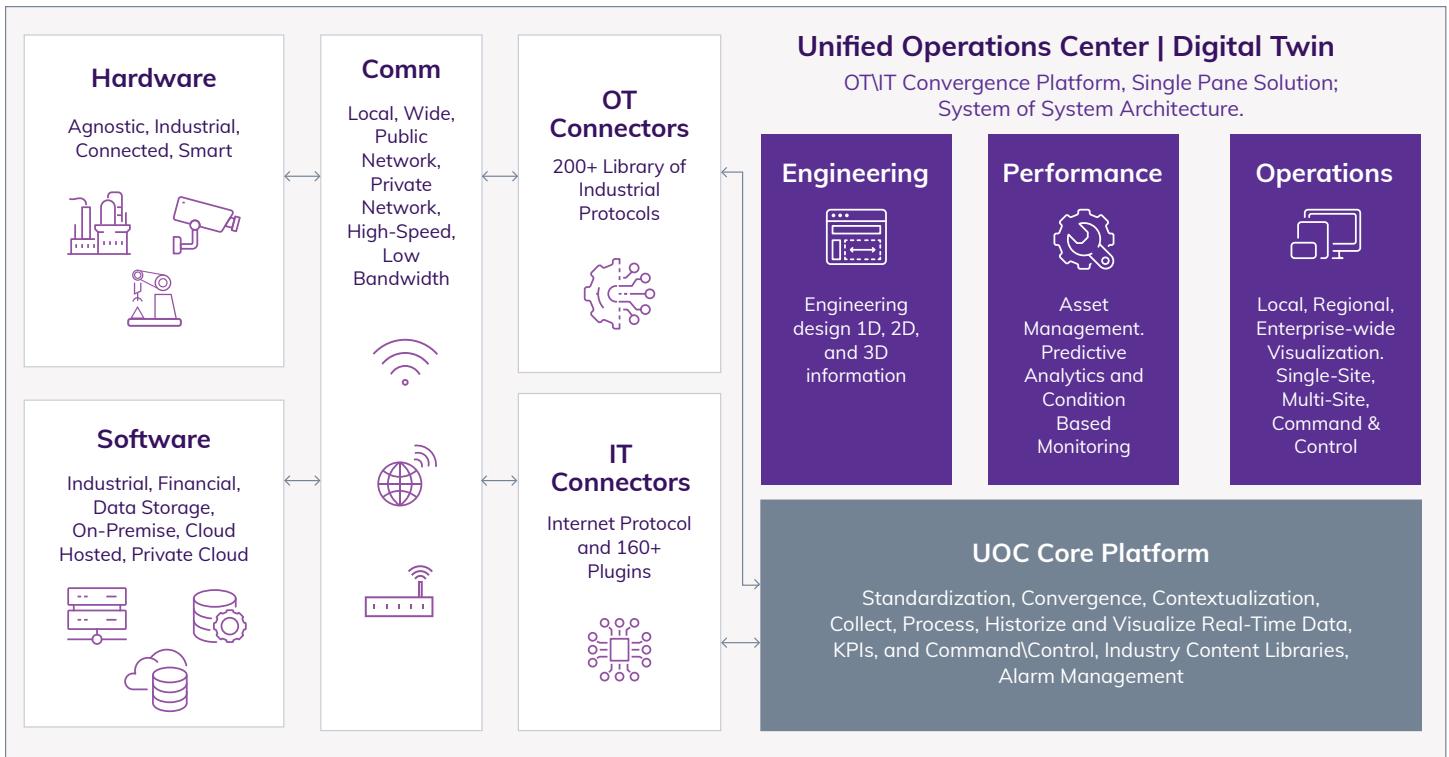 Hardware
Agnostic, Industrial,
Connected, Smart
Software
Industrial, Financial,
Data Storage,
On-Premise, Cloud
Hosted, Private Cloud
Comm
Local, Wide,
Public
Network,
Private
Network,
High-Speed,
Low
Bandwidth
OT
Connectors
200+ Library of
Industrial
Protocols
IT
Connectors
Internet Protocol
and 160+
Plugins
Unified Operations Center | Digital Twin
OT\IT Convergence Platform, Single Pane Solution;
System of System Architecture.
Engineering
Engineering
design 1D, 2D,
and 3D
information
Performance
Asset
Management.
Predictive
Analytics and
Condition
Based
Monitoring
Operations
Local, Regional,
Enterprise-wide
Visualization.
Single-Site,
Multi-Site,
Command &
Control
UOC Core Platform
Standardization, Convergence, Contextualization,
Collect, Process, Historize and Visualize Real-Time Data,
KPIs, and Command\Control, Industry Content Libraries,
Alarm Management